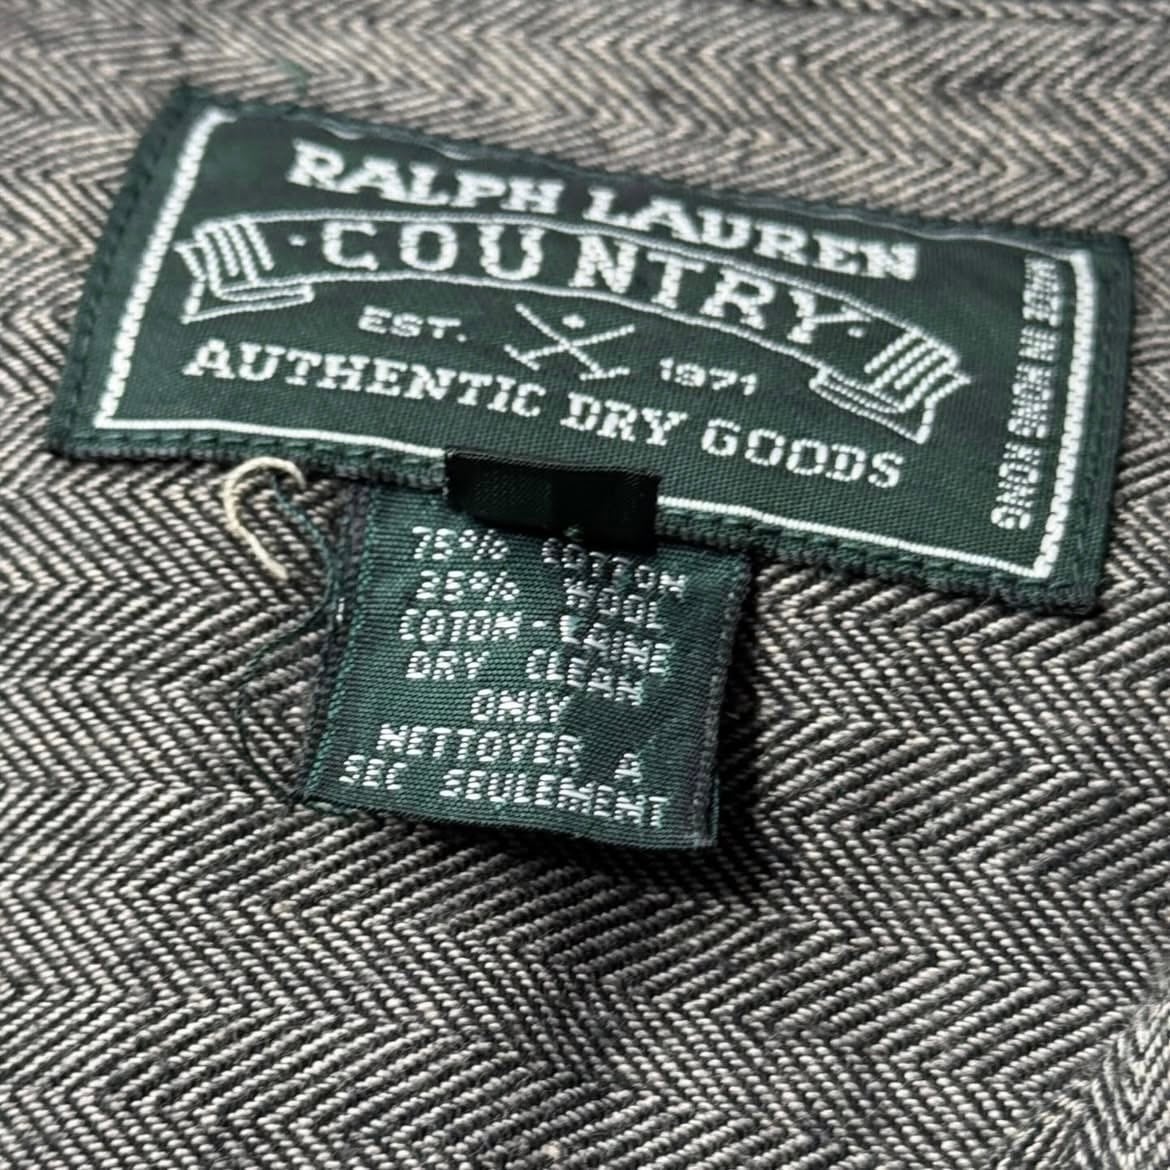 RALPH LAUREN
COUNTRY
EST. 1971
AUTHENTIC DRY GOODS
MADE IN HONG KONG
75% COTTON
25% WOOL
COTON-LAINE
DRY CLEAN
ONLY
NETTOYER A
SEC SEULEMENT